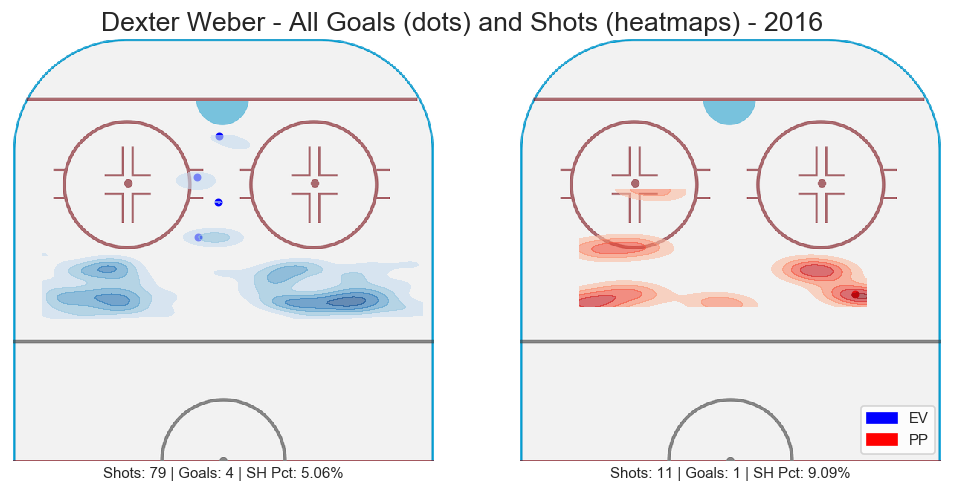 Dexter Weber - All Goals (dots) and Shots (heatmaps) - 2016
EV
PP
Shots: 79 | Goals: 4 | SH Pct: 5.06%
Shots: 11 | Goals: 1 | SH Pct: 9.09%